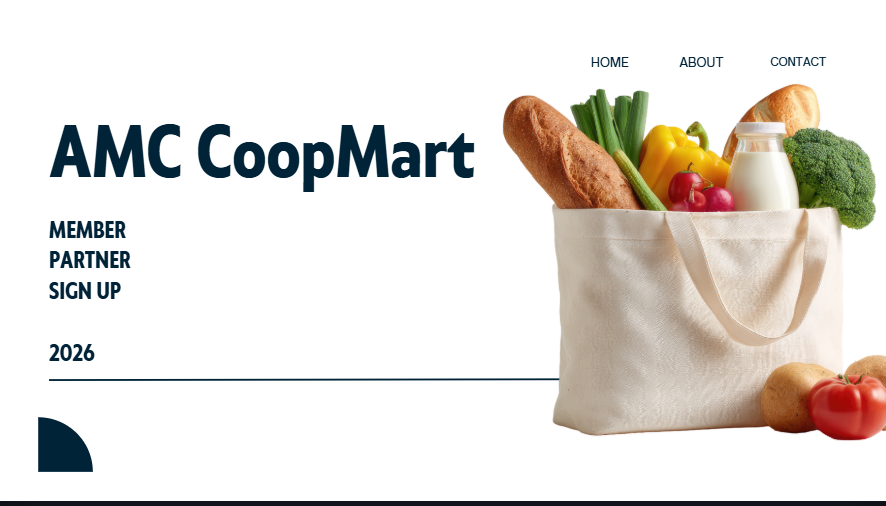 HOME ABOUT CONTACT
AMC CoopMart
MEMBER
PARTNER
SIGN UP
2026